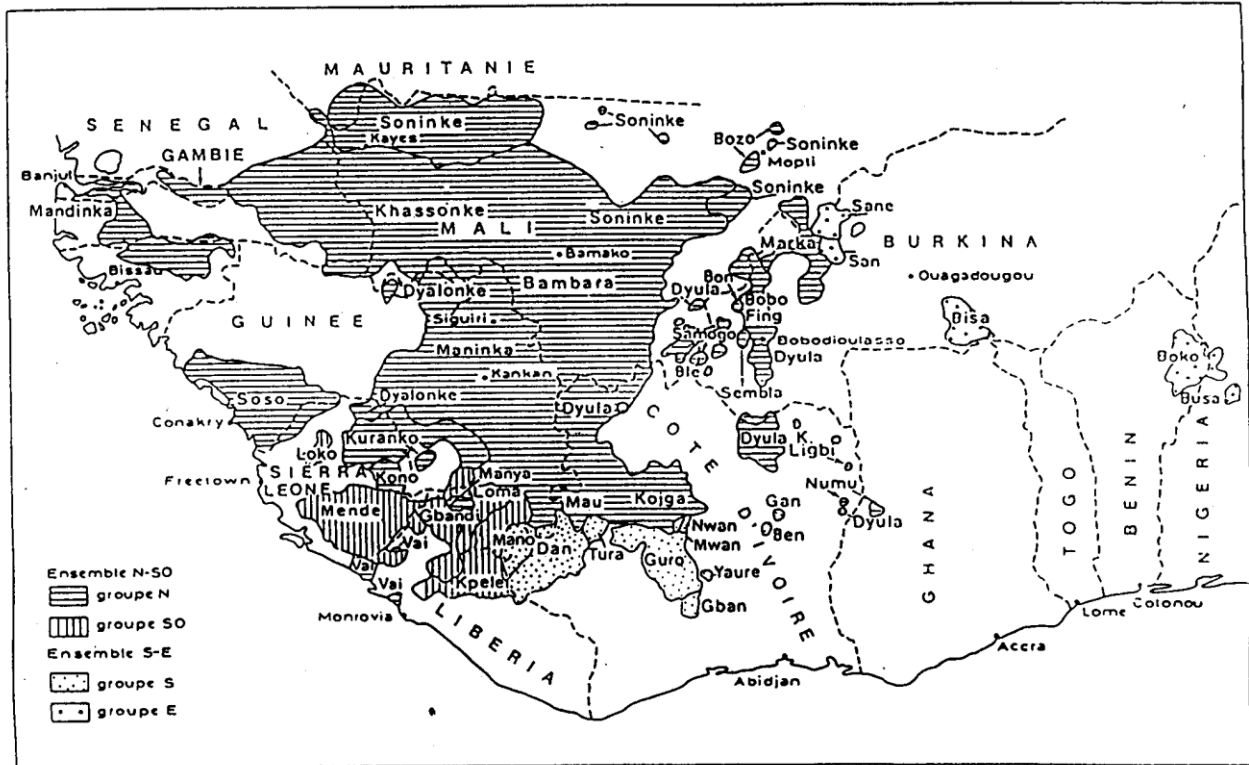 MAURITANIE
SENEGAL
Soninke
Kayes
Soninke
Bozo
Soninke
Mopti
GAMBIE
Banjul
Soninke
Mandinka
Khassonke
Soninke
Sane
MALI
Marka
BURKINA
San
Bissau
Bamako
Ouagadougou
Dyalonke
Bambara
Bon
Dyula
Bobo
Fing
Bisa
GUINEE
Siguiri
Samogo
Bobodioulasso
Maninka
Dyula
Boko
Kankan
Ble
Sembla
Busa
Soso
Dyalonke
Dyula
COTE
Conakry
Kuranko
Dyula
K.
Loko
Ligbi
SIËRRA
Manya
Freetown
LEONE
Kono
Loma
Mau
Kojga
Numu
Mende
Gbandi
Gan
Dyula
Nwan
Vai
Mano
Dan
Ben
Mwan
Tura
Guro
D'IVOIRE
Vai
Yaure
Kpele
Vai
Gban
GHANA
TOGO
BENIN
NIGERIA
Ensemble N-SO
groupe N
groupe SO
Ensemble S-E
groupe S
groupe E
Monrovia
LIBERIA
Lome
Cotonou
Accra
Abidjan